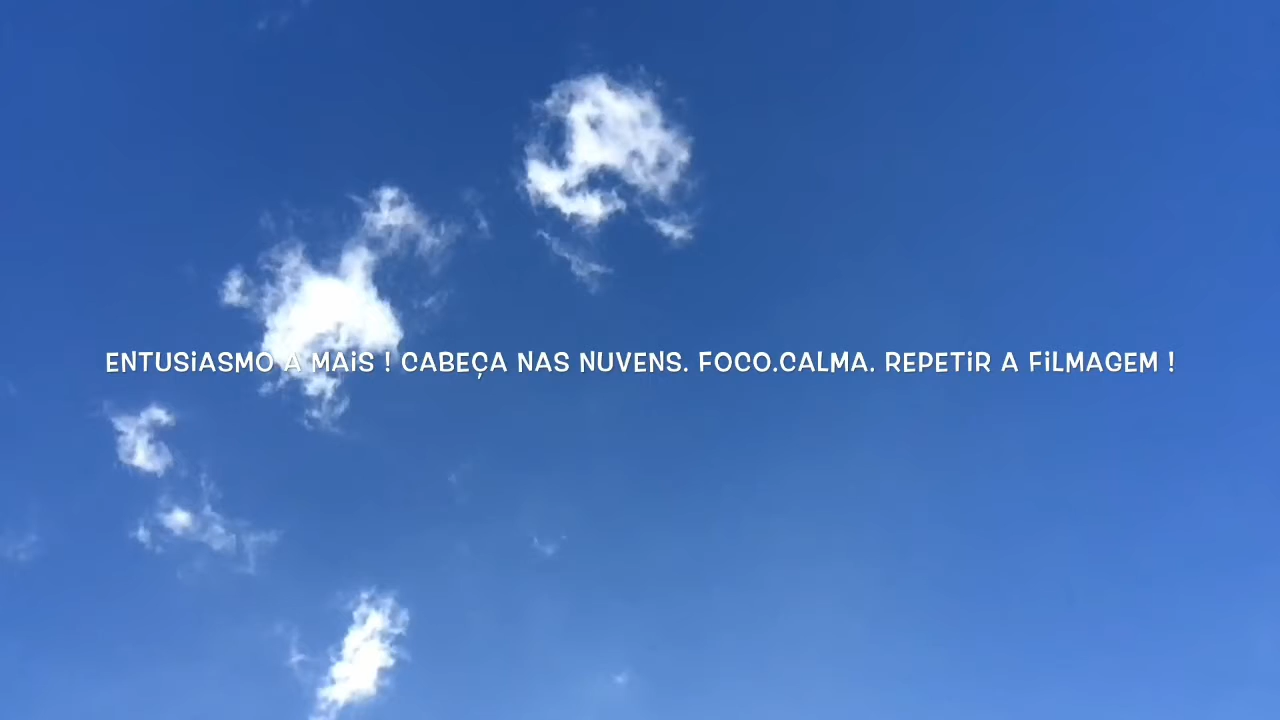 ENTUSiASMO A MAiS ! CABEÇA NAS NUVENS. FOCO.CALMA. REPETiR A FiLMAGEM !